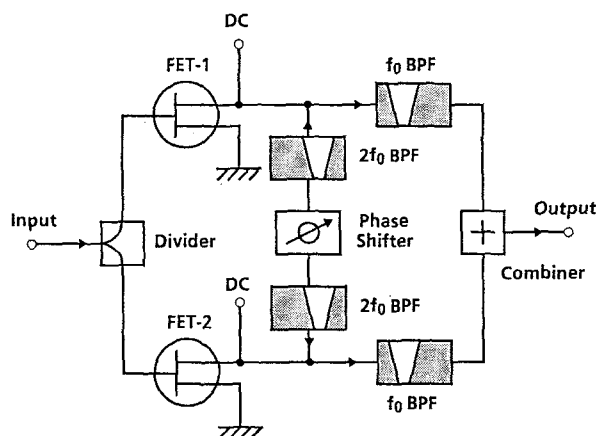 DC
FET-1
f₀ BPF
2f₀ BPF
Input
Divider
Phase
Shifter
Output
+
Combiner
DC
2f₀ BPF
FET-2
f₀ BPF